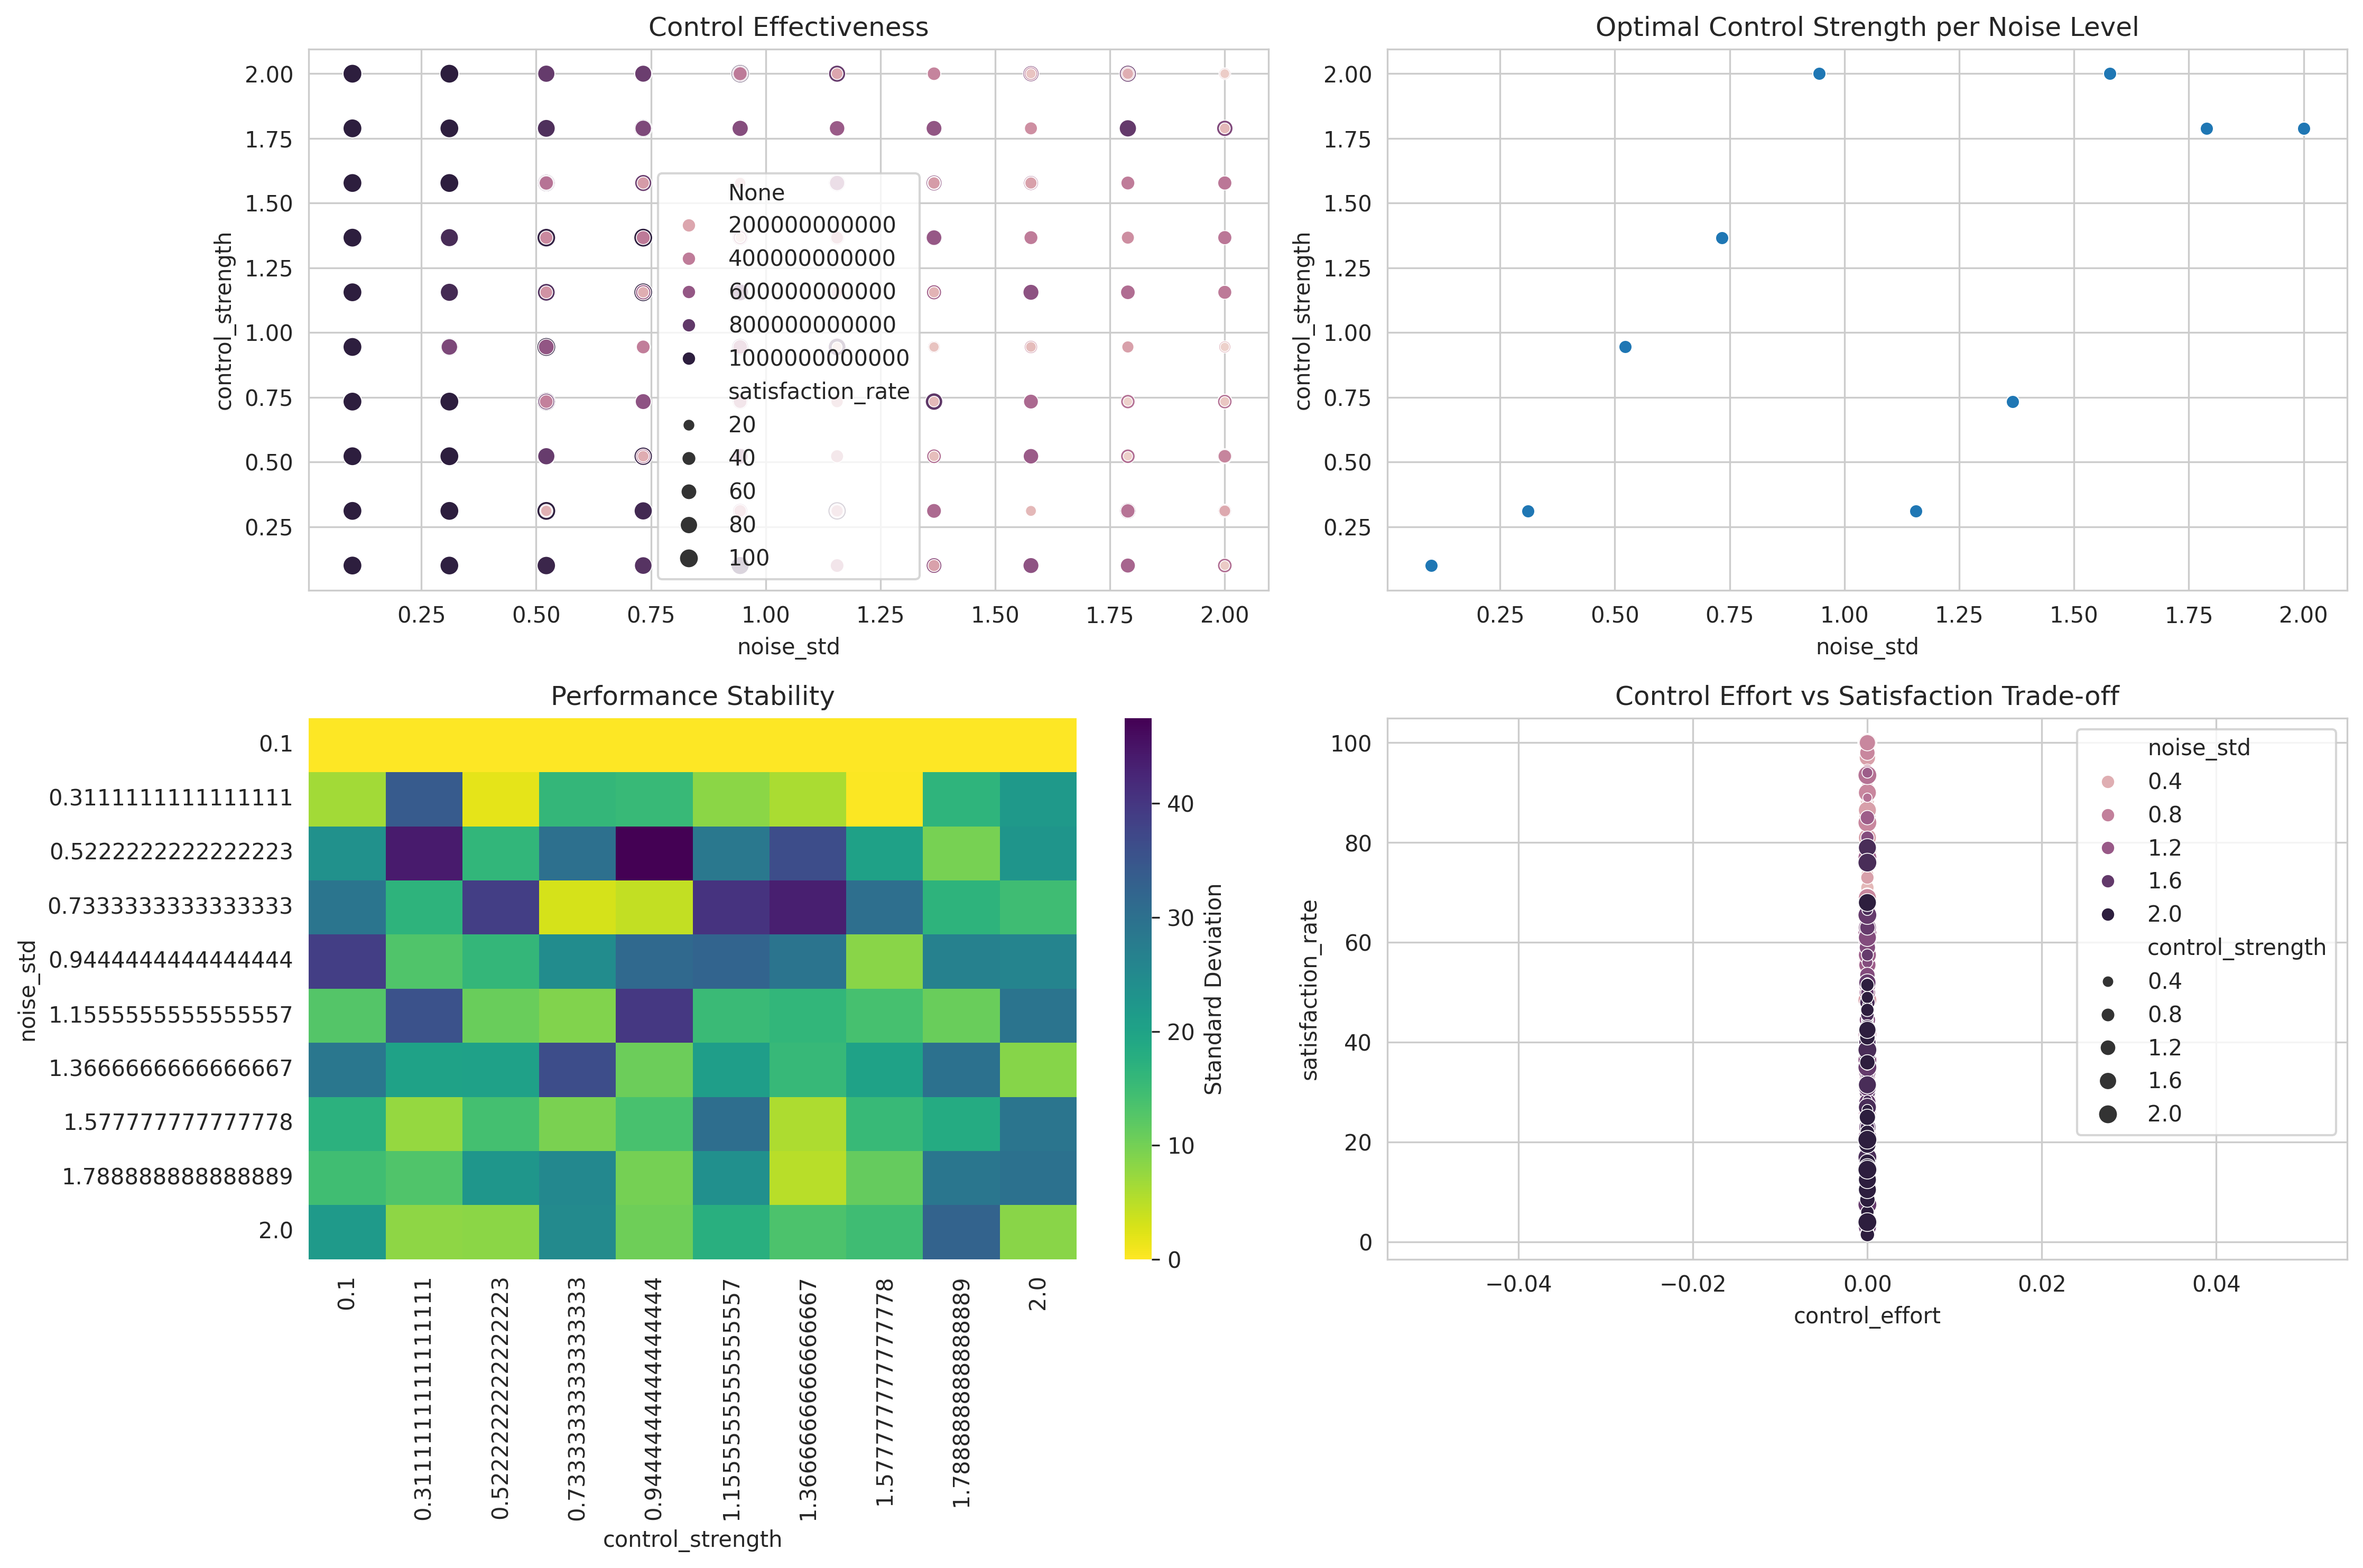 Control Effectiveness
control_strength
2.00
1.75
1.50
1.25
1.00
0.75
0.50
0.25
None
200000000000
400000000000
600000000000
800000000000
1000000000000
satisfaction_rate
20
40
60
80
100
0.25 0.50 0.75 1.00 1.25 1.50 1.75 2.00
noise_std
Optimal Control Strength per Noise Level
control_strength
2.00
1.75
1.50
1.25
1.00
0.75
0.50
0.25
0.25 0.50 0.75 1.00 1.25 1.50 1.75 2.00
noise_std
Performance Stability
noise_std
0.1
0.3111111111111111
0.5222222222222223
0.7333333333333333
0.9444444444444444
1.1555555555555557
1.3666666666666667
1.577777777777778
1.788888888888889
2.0
0.1 0.3111111111111111 0.5222222222222223 0.7333333333333333 0.9444444444444444 1.1555555555555557 1.3666666666666667 1.577777777777778 1.788888888888889 2.0
control_strength
40
30
20
10
0
Standard Deviation
Control Effort vs Satisfaction Trade-off
satisfaction_rate
100
80
60
40
20
0
noise_std
0.4
0.8
1.2
1.6
2.0
control_strength
0.4
0.8
1.2
1.6
2.0
−0.04 −0.02 0.00 0.02 0.04
control_effort